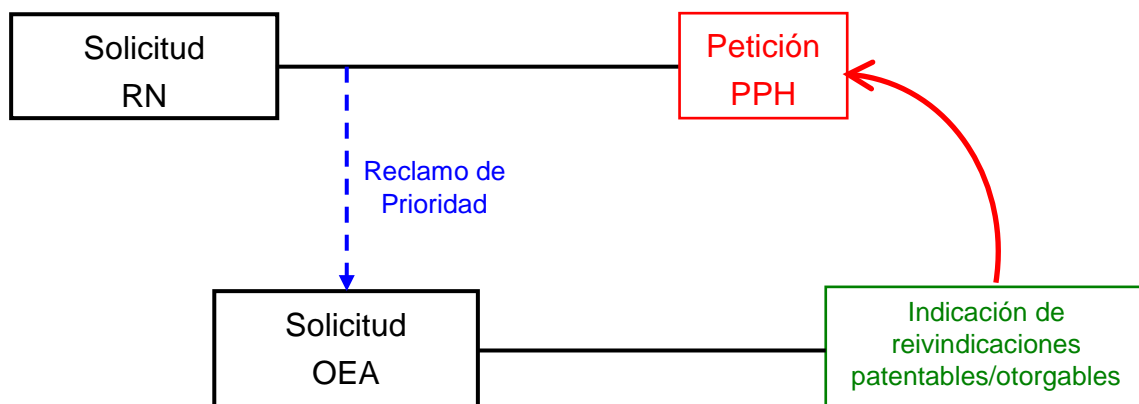 Solicitud
RN
Petición
PPH
Reclamo de
Prioridad
Solicitud
OEA
Indicación de
reivindicaciones
patentables/otorgables